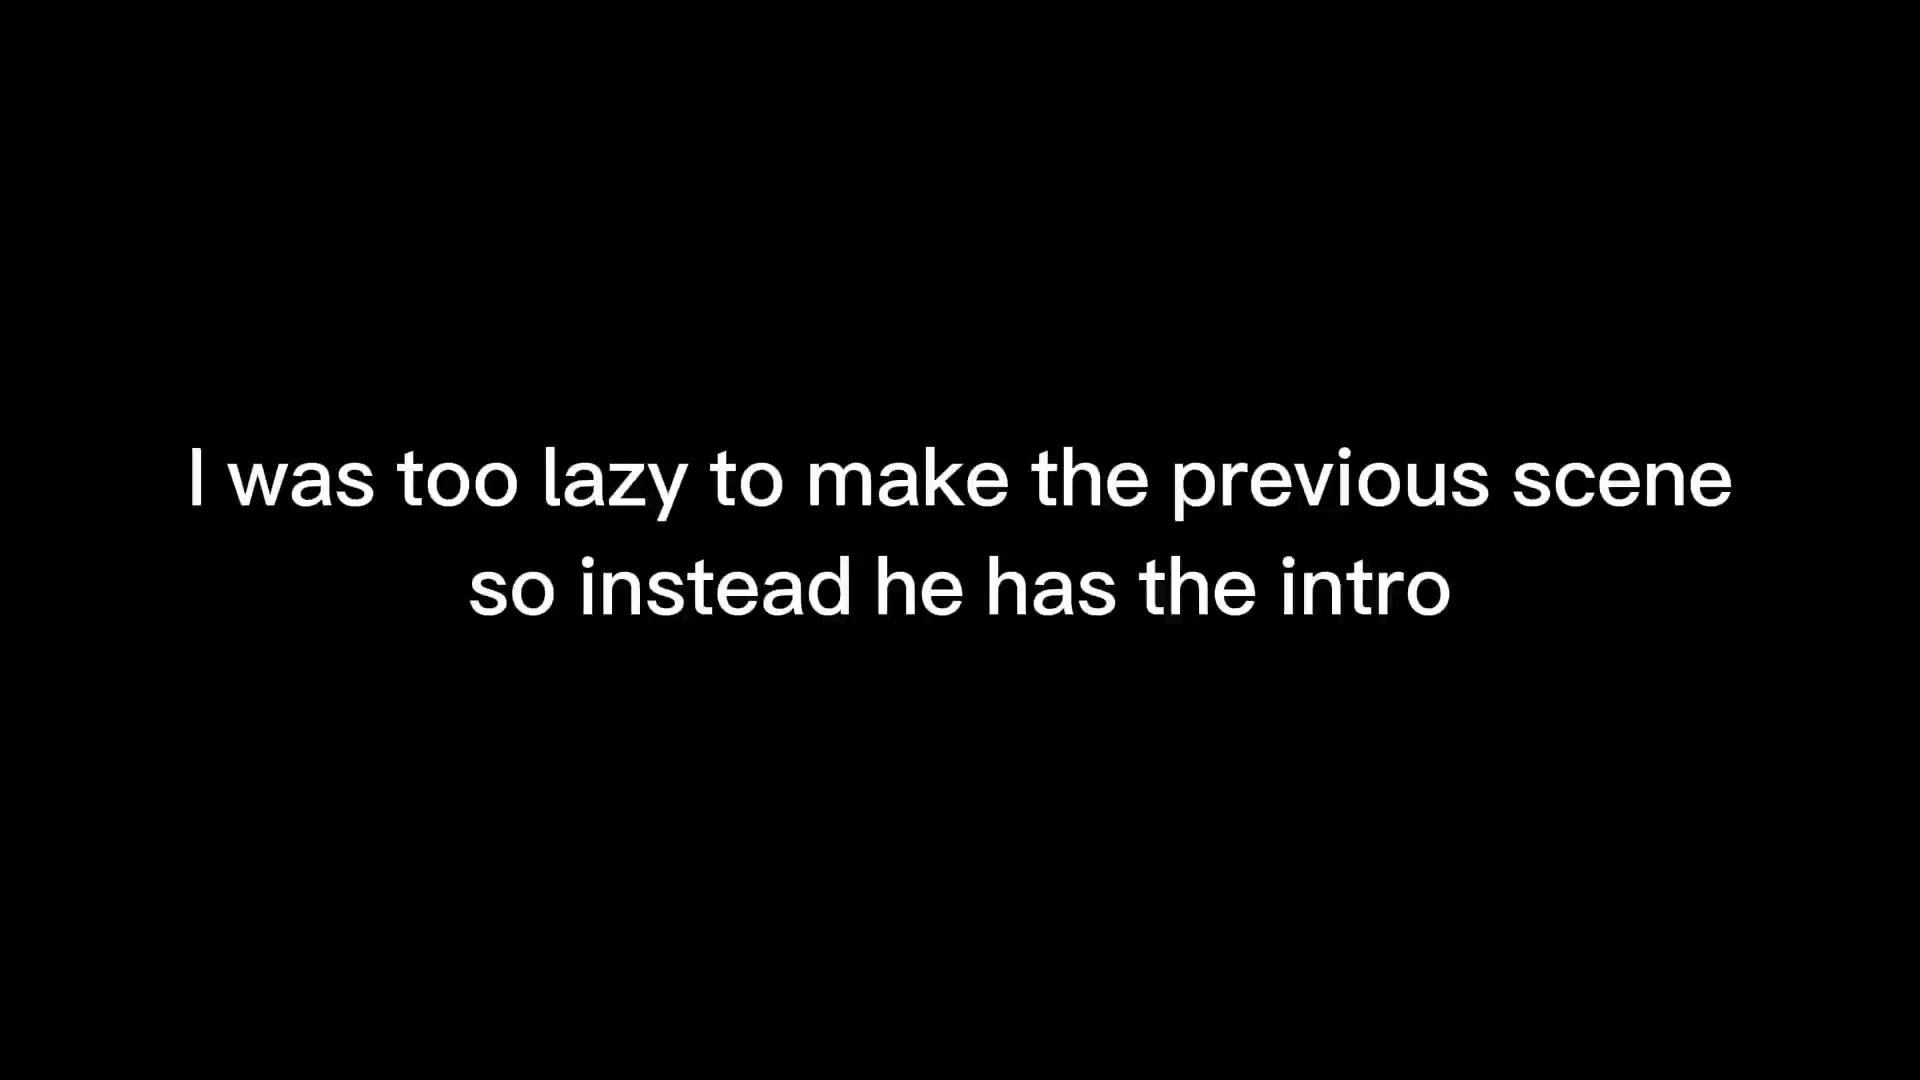 I was too lazy to make the previous scene
so instead he has the intro